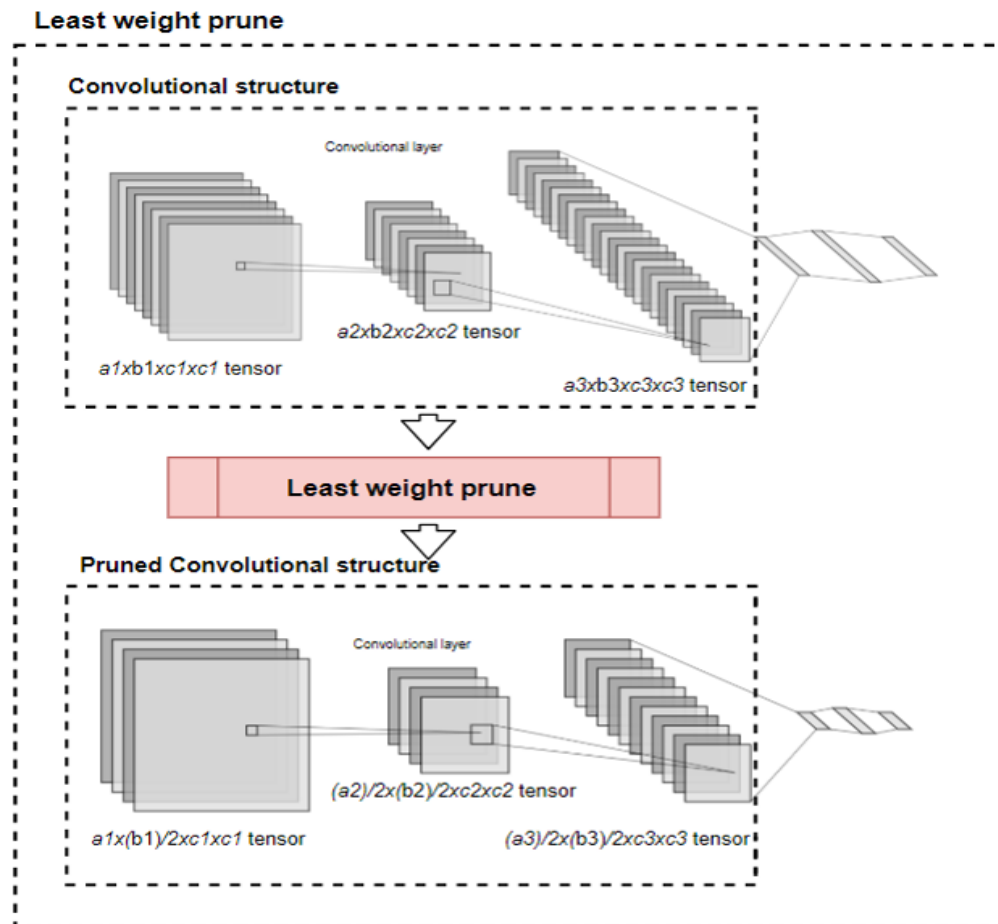 Least weight prune
Convolutional structure
Convolutional layer
a1xb1xc1xc1 tensor
a2xb2xc2xc2 tensor
a3xb3xc3xc3 tensor
Least weight prune
Pruned Convolutional structure
Convolutional layer
a1x(b1)/2xc1xc1 tensor
(a2)/2x(b2)/2xc2xc2 tensor
(a3)/2x(b3)/2xc3xc3 tensor